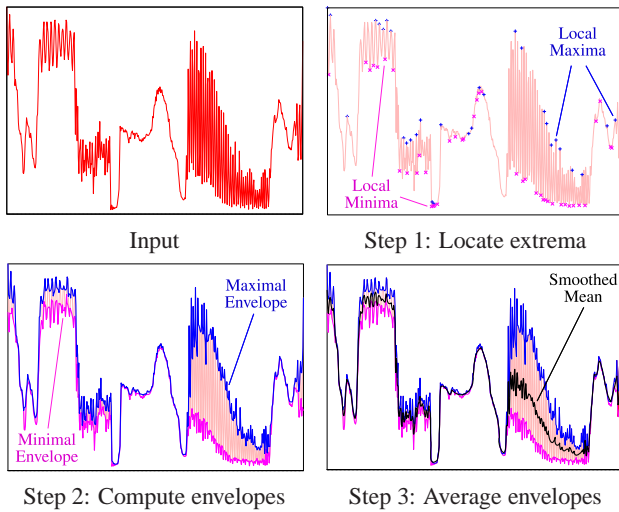 Local
Maxima
Local
Minima
Input
Step 1: Locate extrema
Maximal
Envelope
Minimal
Envelope
Smoothed
Mean
Step 2: Compute envelopes
Step 3: Average envelopes